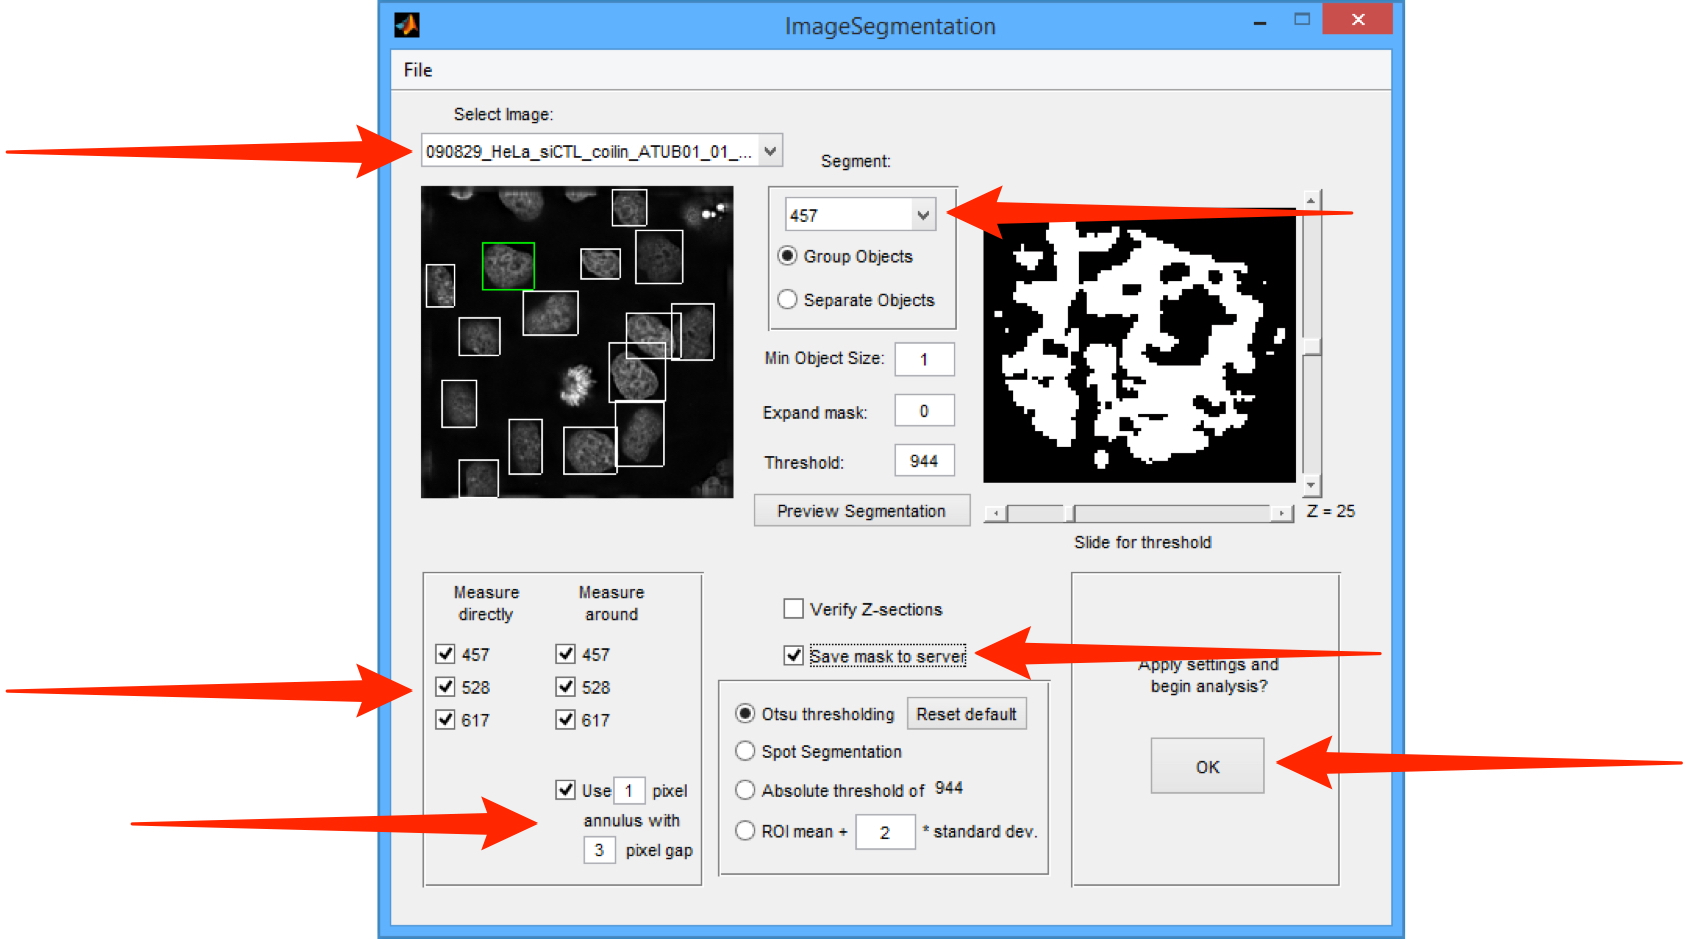 ImageSegmentation
File
Select Image:
090829_HeLa_siCTL_coilin_ATUB01_01_...
Segment:
457
Group Objects
Separate Objects
Min Object Size: 1
Expand mask: 0
Threshold: 944
Preview Segmentation
Z = 25
Slide for threshold
Measure directly
Measure around
457 457
528 528
617 617
Use 1 pixel
annulus with
3 pixel gap
Verify Z-sections
Save mask to server
Otsu thresholding Reset default
Spot Segmentation
Absolute threshold of 944
ROI mean + 2 * standard dev.
Apply settings and
begin analysis?
OK